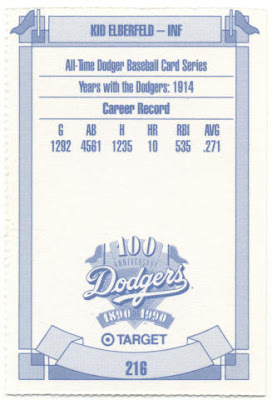 KID ELBERFELD – INF
All-Time Dodger Baseball Card Series
Years with the Dodgers: 1914
Career Record
G AB H HR RBI AVG
1292 4561 1235 10 535 .271
100
ANNIVERSARY
Dodgers
1890 1990
TARGET
216